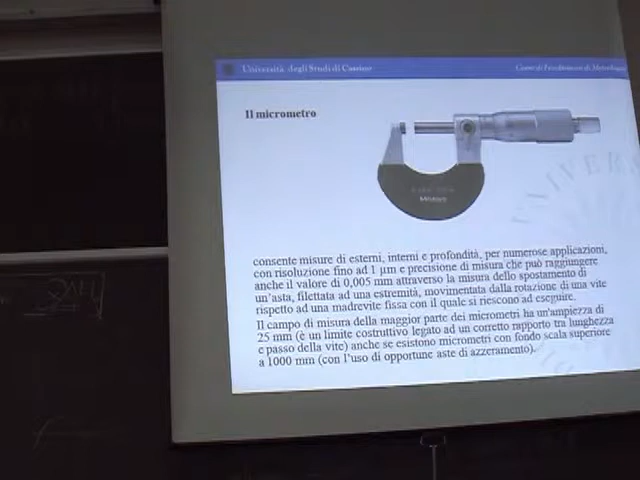 Università degli Studi di Cassino
Corso di Fondamenti di Metrologia
Il micrometro
Mitutoyo
UNIVER
consente misure di esterni, interni e profondità, per numerose applicazioni,
con risoluzione fino ad 1 µm e precisione di misura che può raggiungere
anche il valore di 0,005 mm attraverso la misura dello spostamento di
un'asta, filettata ad una estremità, movimentata dalla rotazione di una vite
rispetto ad una madrevite fissa con il quale si riescono ad eseguire.
Il campo di misura della maggior parte dei micrometri ha un'ampiezza di
25 mm (è un limite costruttivo legato ad un corretto rapporto tra lunghezza
e passo della vite) anche se esistono micrometri con fondo scala superiore
a 1000 mm (con l'uso di opportune aste di azzeramento).